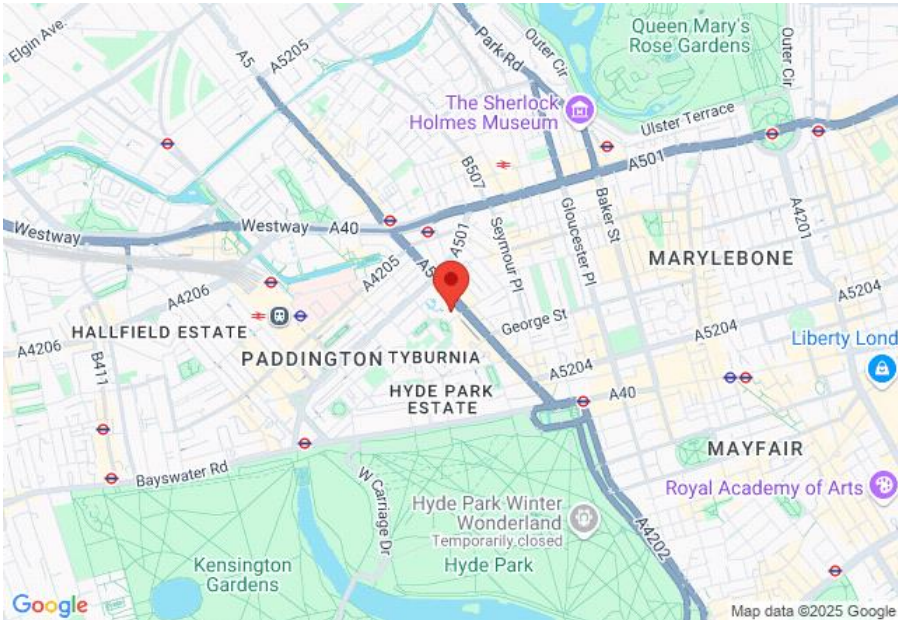 Elgin Ave.
A5
A5205
Park Rd
Outer Cir
Queen Mary's
Rose Gardens
Outer Cir
The Sherlock
Holmes Museum
Ulster Terrace
A501
B507
Westway
Westway
A40
A501
Seymour Pl
Gloucester Pl
Baker St
A4201
MARYLEBONE
A4205
A4206
George St
A5204
A5204
HALLFIELD ESTATE
A4206
B411
PADDINGTON
TYBURNIA
Liberty Lond
HYDE PARK
ESTATE
A5204
A40
MAYFAIR
Bayswater Rd
W Carriage Dr
Royal Academy of Arts
Hyde Park Winter
Wonderland
Temporarily closed
Hyde Park
A4202
Kensington
Gardens
Google
Map data ©2025 Google